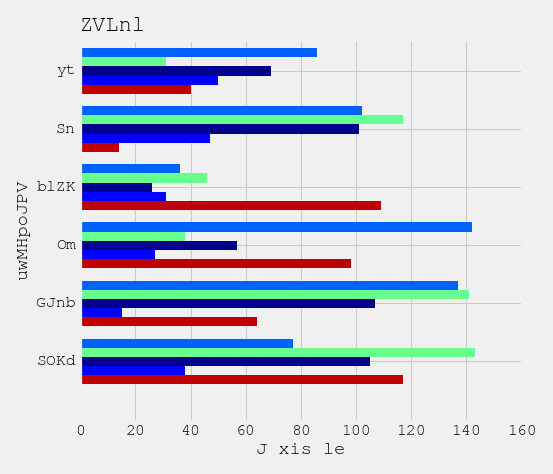 ZVLnl
yt
Sn
blZK
Om
GJnb
SOKd
uwMHpoJPV
0 20 40 60 80 100 120 140 160
J xis le